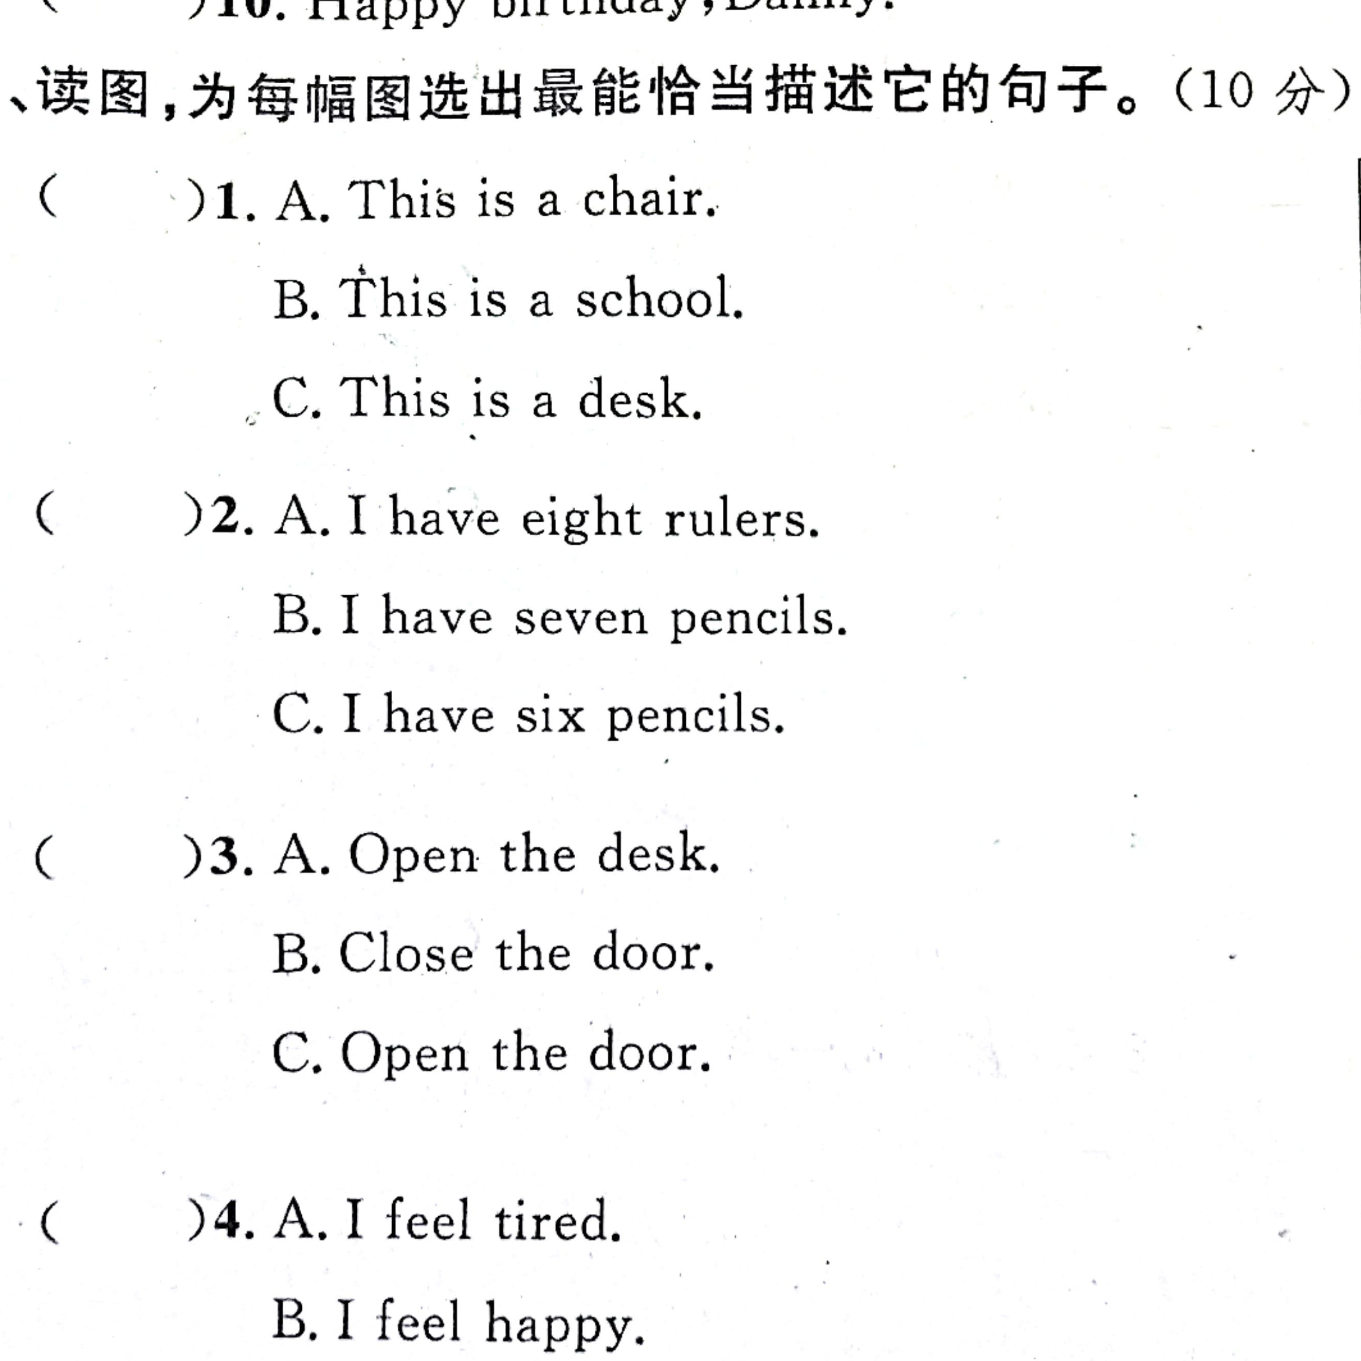 ( )10. Happy birthday, Danny.
、读图,为每幅图选出最能恰当描述它的句子。(10 分)
( )1. A. This is a chair.
B. This is a school.
C. This is a desk.
( )2. A. I have eight rulers.
B. I have seven pencils.
C. I have six pencils.
( )3. A. Open the desk.
B. Close the door.
C. Open the door.
( )4. A. I feel tired.
B. I feel happy.